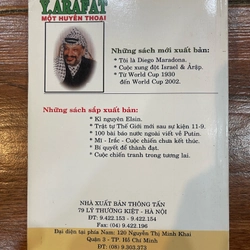 Y.ARAFAT
MỘT HUYỀN THOẠI
Những sách mới xuất bản:
* Tôi là Diego Maradona.
* Cuộc xung đột Israel & Ảrập.
* Từ World Cup 1930
đến World Cup 2002.
Những sách sắp xuất bản:
* Kỉ nguyên Elsin.
* Trật tự Thế Giới mới sau sự kiện 11-9.
* 100 bài báo nước ngoài viết về Putin.
* Mĩ - Irắc - Cuộc chiến chưa kết thúc.
* Bí quyết để thành đạt.
* Cuộc chiến tranh trong tương lai.
NHÀ XUẤT BẢN THÔNG TẤN
79 LÝ THƯỜNG KIỆT - HÀ NỘI
ĐT: 9.422.153 - 9.422.154
Fax: (04) 9.422.196
Đại diện tại phía Nam: 120 Nguyễn Thị Minh Khai
Quận 3 - TP. Hồ Chí Minh
ĐT: (08) 9.303.373